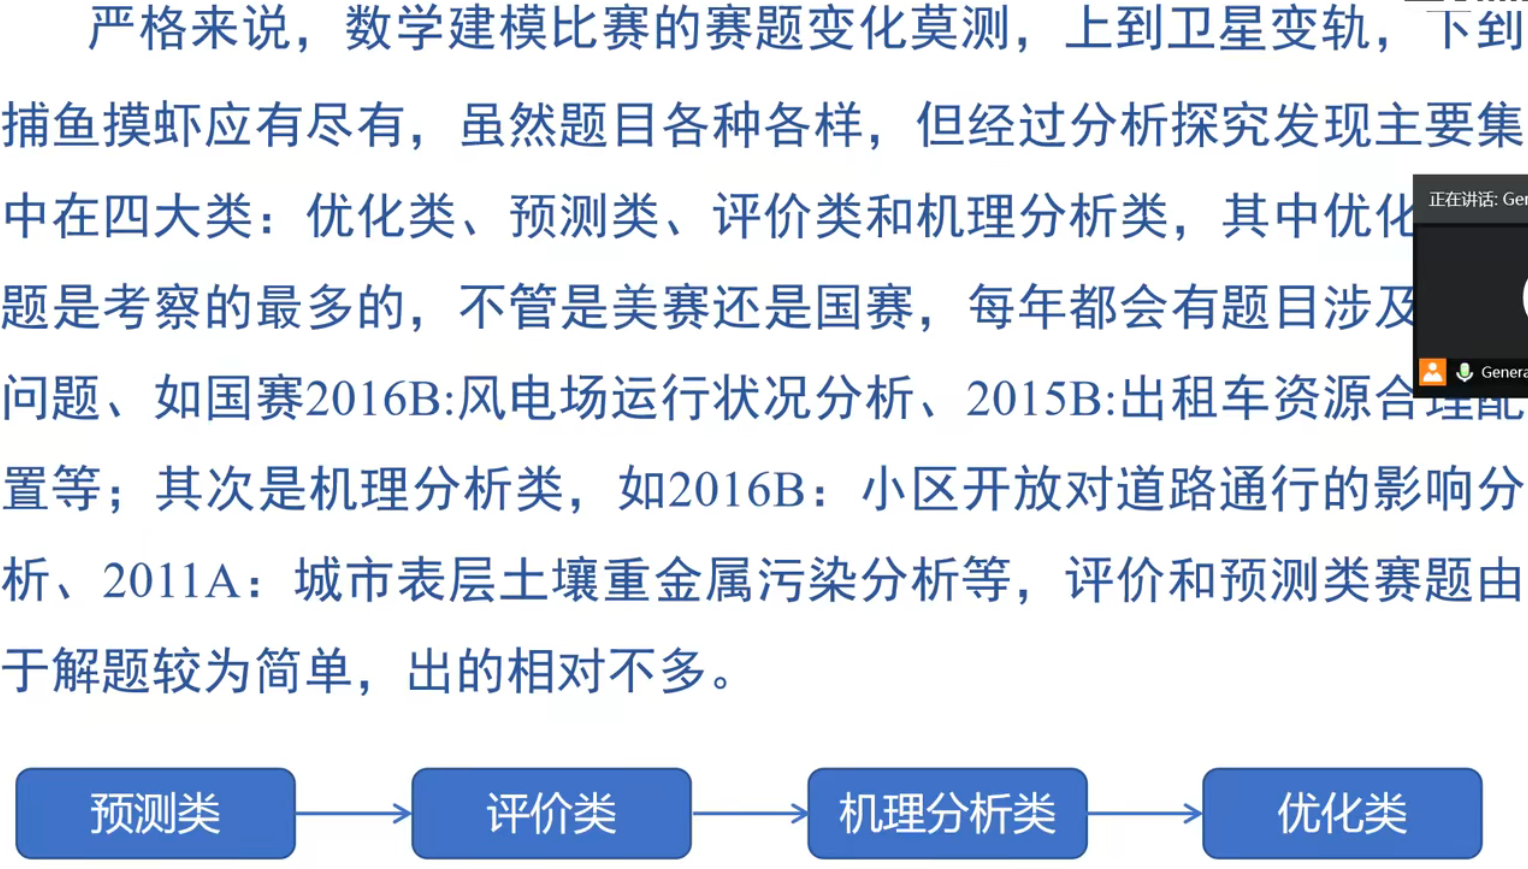 严格来说，数学建模比赛的赛题变化莫测，上到卫星变轨，下到
捕鱼摸虾应有尽有，虽然题目各种各样，但经过分析探究发现主要集
中在四大类：优化类、预测类、评价类和机理分析类，其中优化
正在讲话: Ger
题是考察的最多的，不管是美赛还是国赛，每年都会有题目涉及
Genera
问题、如国赛2016B:风电场运行状况分析、2015B:出租车资源合理配
置等；其次是机理分析类，如2016B：小区开放对道路通行的影响分
析、2011A：城市表层土壤重金属污染分析等，评价和预测类赛题由
于解题较为简单，出的相对不多。
预测类 评价类 机理分析类 优化类